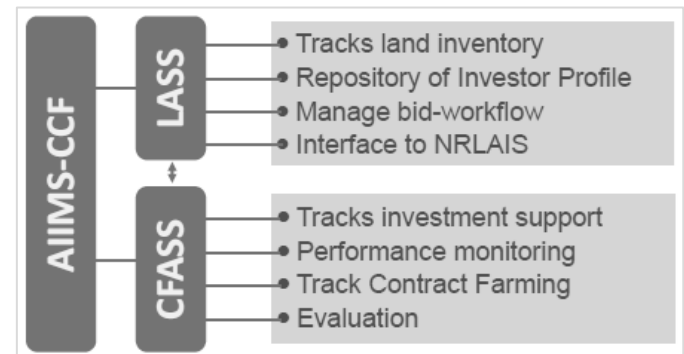 AIIMS-CCF
LASS
Tracks land inventory
Repository of Investor Profile
Manage bid-workflow
Interface to NRLAIS
CFASS
Tracks investment support
Performance monitoring
Track Contract Farming
Evaluation